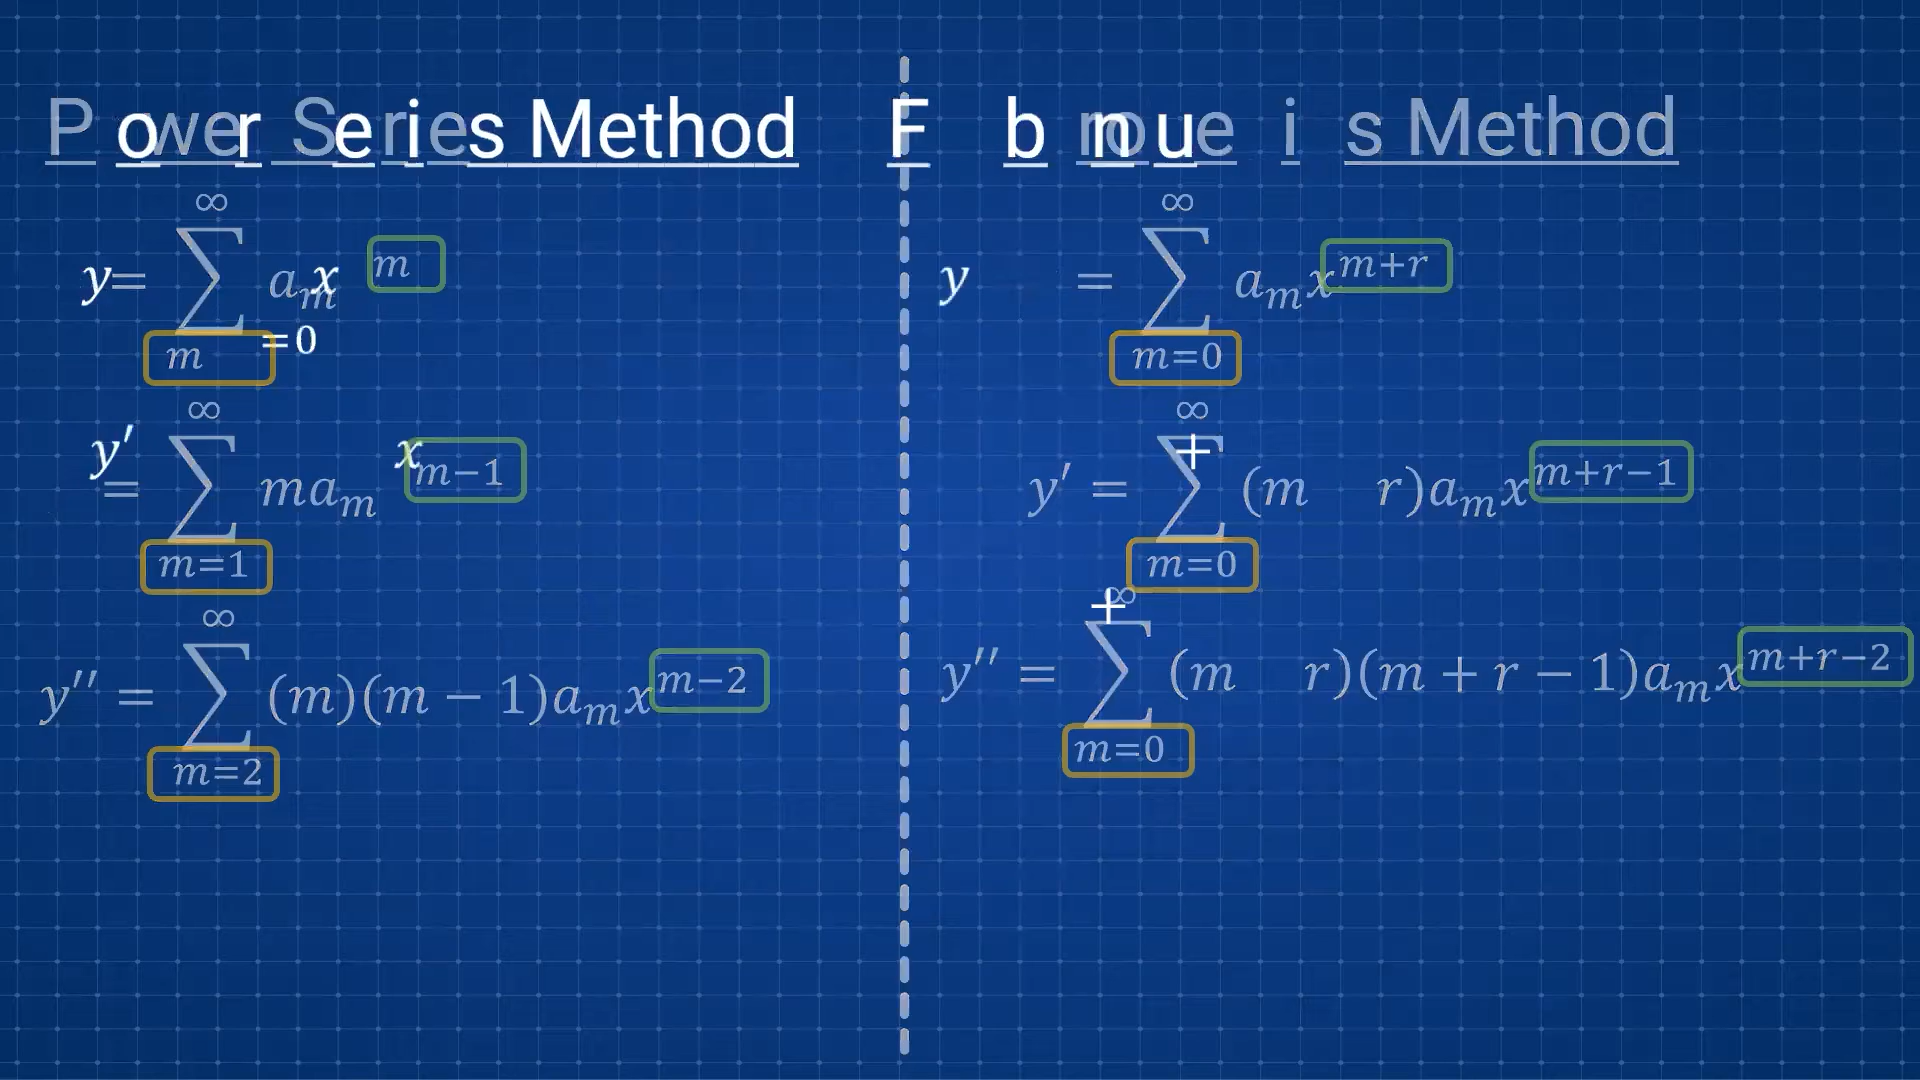 Power Series Method
y = ∑_{m=0}^{∞} a_m x^m
y′ = ∑_{m=1}^{∞} m a_m x^{m−1}
y′′ = ∑_{m=2}^{∞} (m)(m − 1)a_m x^{m−2}
F b noue i s Method
y = ∑_{m=0}^{∞} a_m x^{m+r}
y′ = ∑_{m=0}^{∞} (m + r)a_m x^{m+r−1}
y′′ = ∑_{m=0}^{∞} (m + r)(m + r − 1)a_m x^{m+r−2}